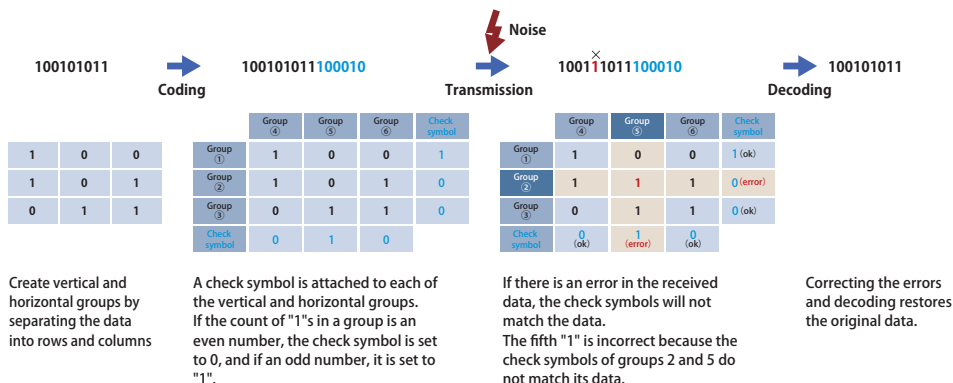 Noise
100101011
Coding
100101011100010
Transmission
×
100111011100010
Decoding
100101011
1 0 0
1 0 1
0 1 1
Group ④ Group ⑤ Group ⑥ Check symbol
Group ① 1 0 0 1
Group ② 1 0 1 0
Group ③ 0 1 1 0
Check symbol 0 1 0
Group ④ Group ⑤ Group ⑥ Check symbol
Group ① 1 0 0 1 (ok)
Group ② 1 1 1 0 (error)
Group ③ 0 1 1 0 (ok)
Check symbol 0 (ok) 1 (error) 0 (ok)
Create vertical and
horizontal groups by
separating the data
into rows and columns
A check symbol is attached to each of
the vertical and horizontal groups.
If the count of "1"s in a group is an
even number, the check symbol is set
to 0, and if an odd number, it is set to
"1".
If there is an error in the received
data, the check symbols will not
match the data.
The fifth "1" is incorrect because the
check symbols of groups 2 and 5 do
not match its data.
Correcting the errors
and decoding restores
the original data.